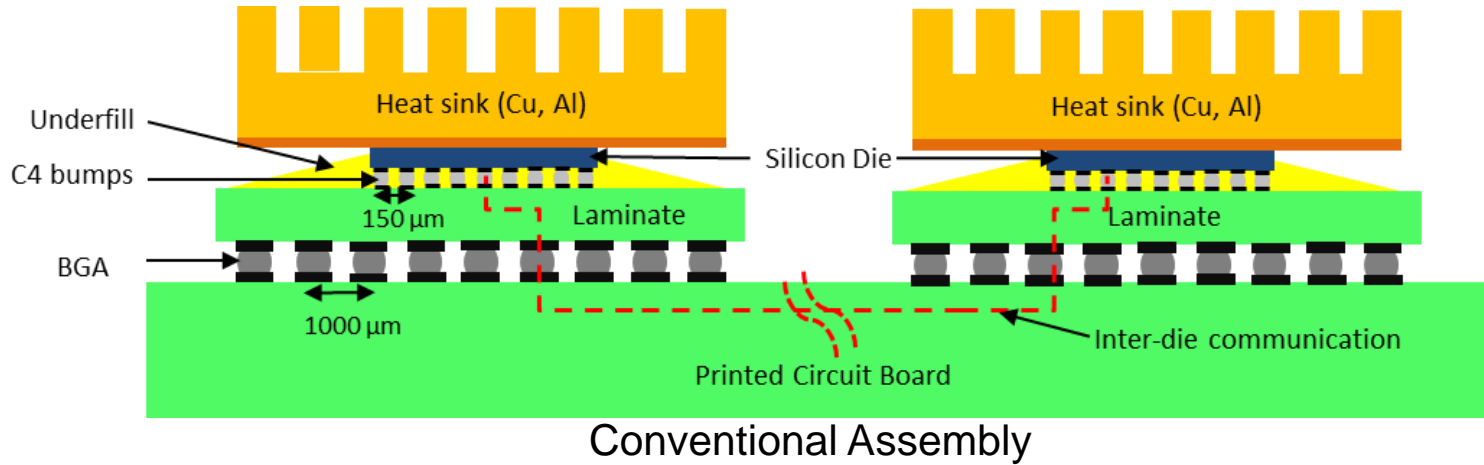 Heat sink (Cu, Al)
Heat sink (Cu, Al)
Underfill
Silicon Die
C4 bumps
150 µm
Laminate
Laminate
BGA
1000 µm
Inter-die communication
Printed Circuit Board
Conventional Assembly